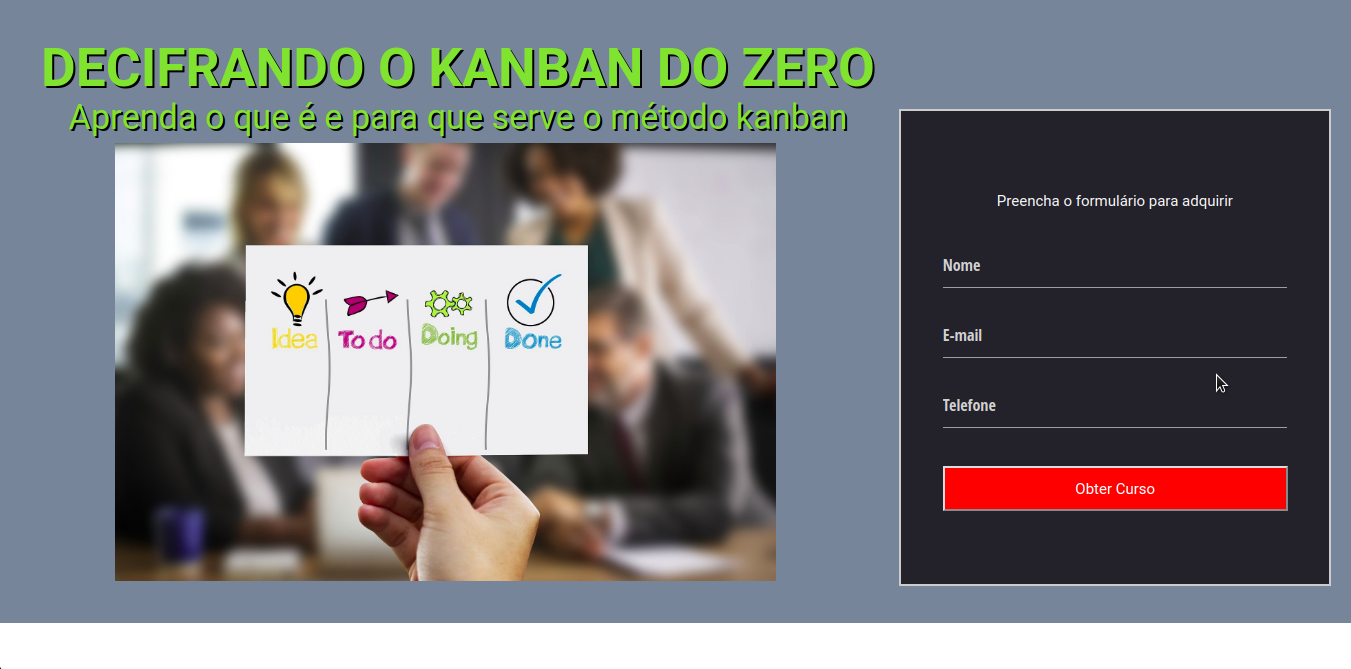 DECIFRANDO O KANBAN DO ZERO
Aprenda o que é e para que serve o método kanban
Idea
To do
Doing
Done
Preencha o formulário para adquirir
Nome
E-mail
Telefone
Obter Curso